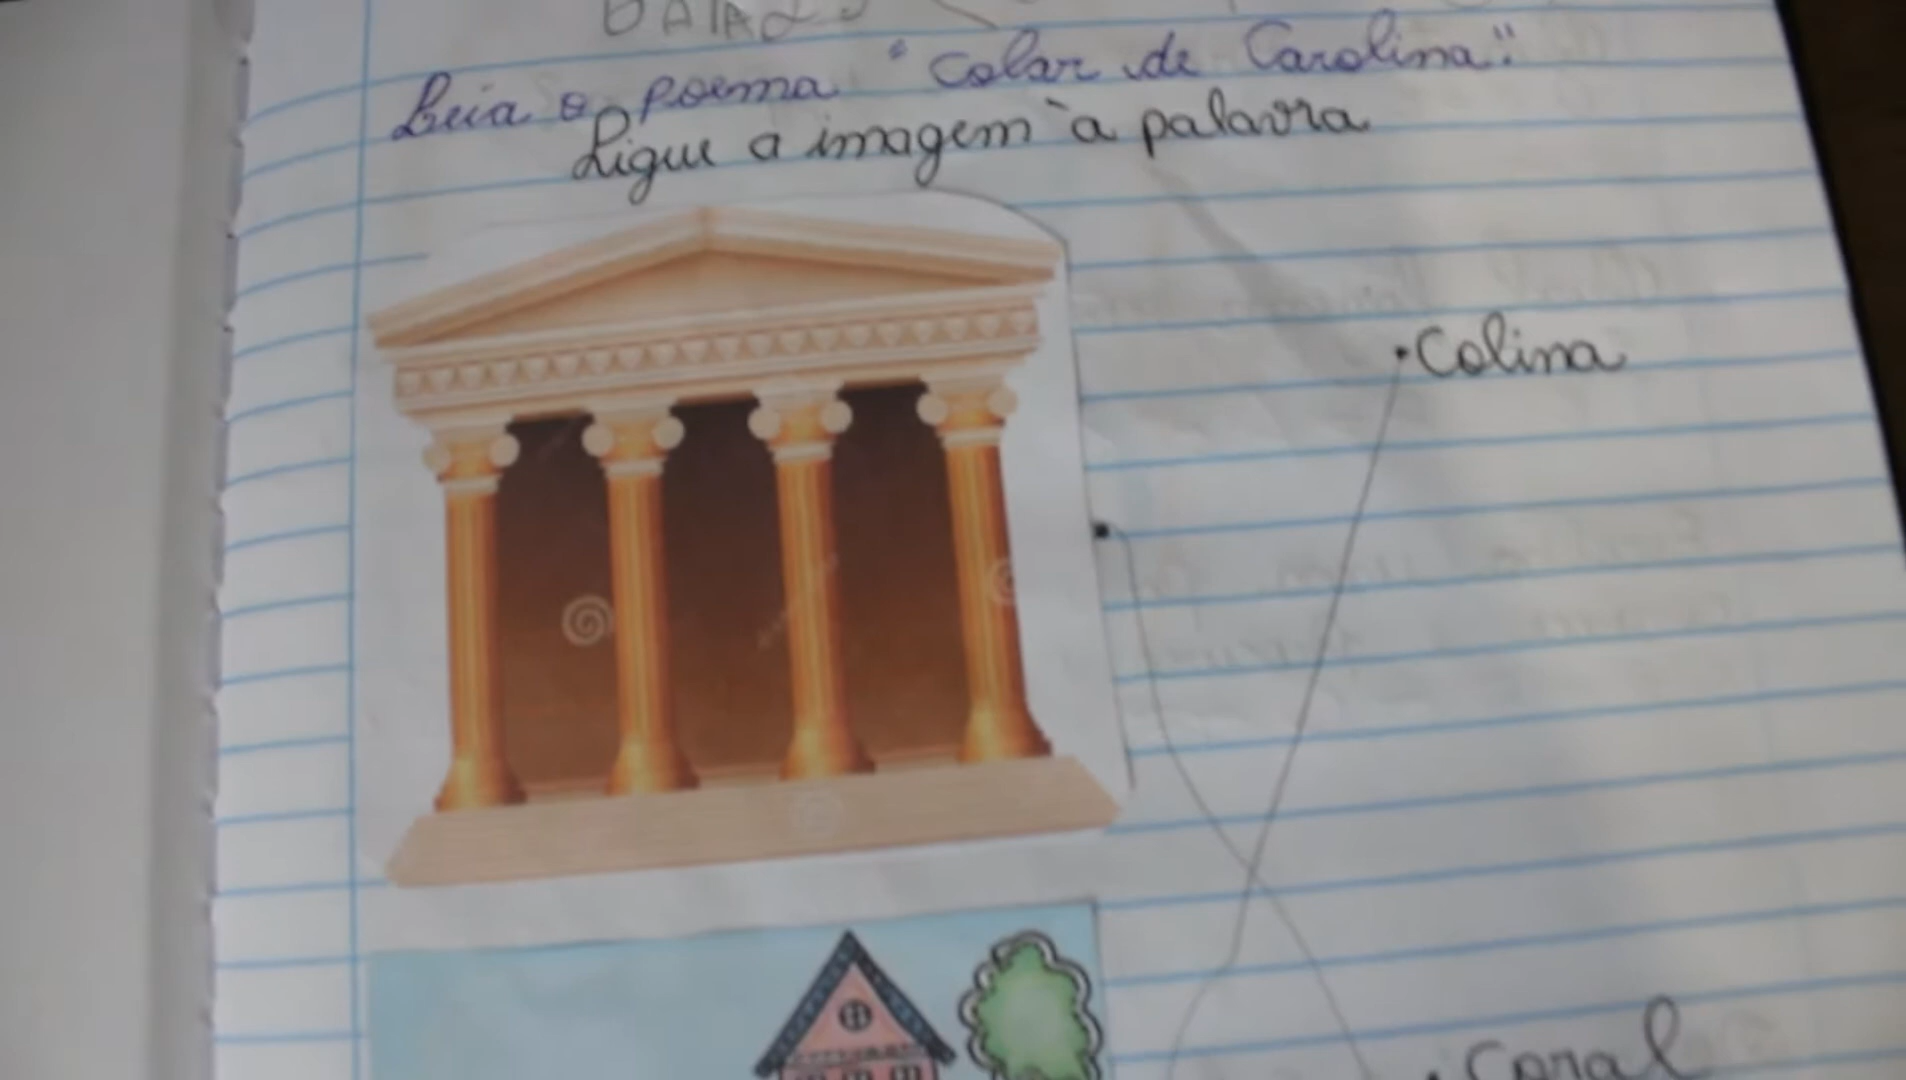 Leia o poema "Colar de Carolina".
Ligue a imagem à palavra
Colina
Coral